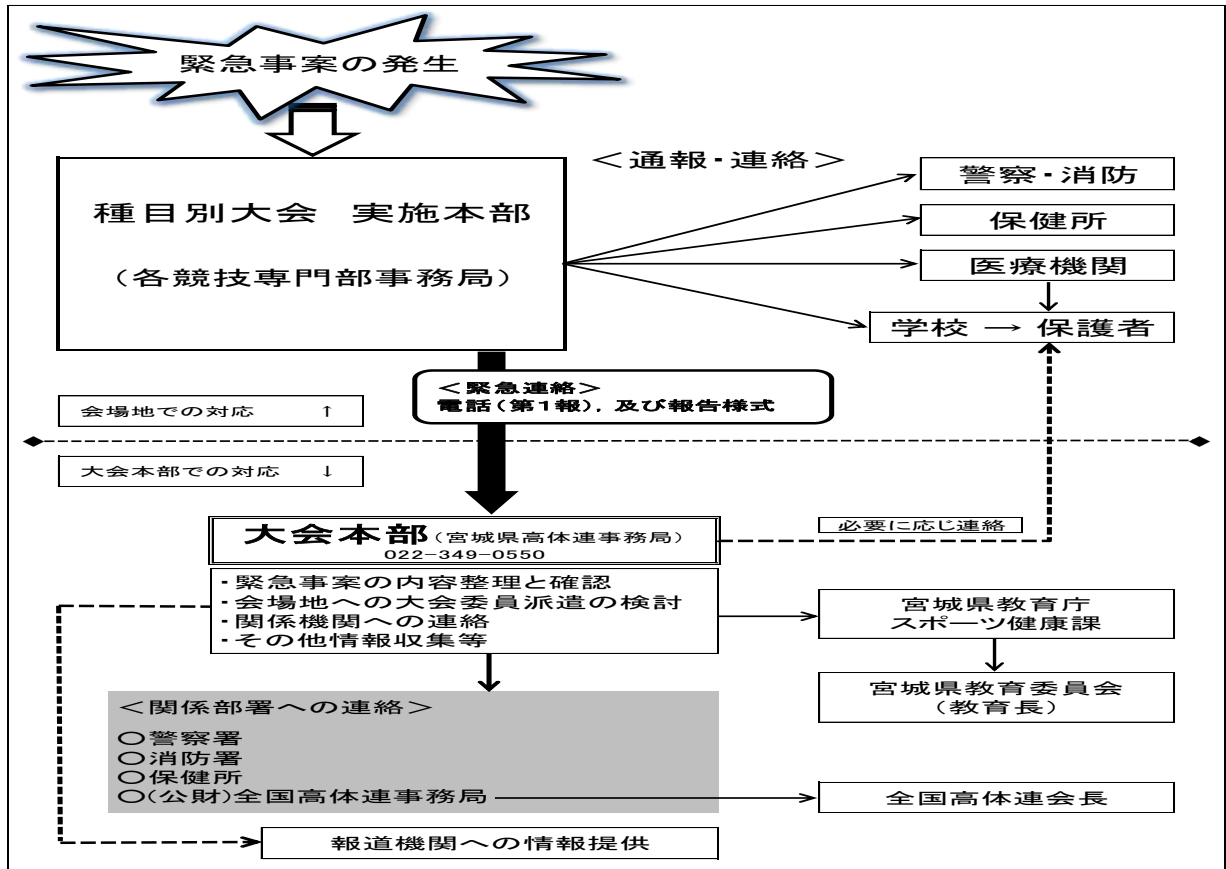 緊急事案の発生
種目別大会　実施本部
（各競技専門部事務局）
＜通報・連絡＞
警察・消防
保健所
医療機関
学校 → 保護者
＜緊急連絡＞
電話（第１報），及び報告様式
会場地での対応　↑
大会本部での対応　↓
大会本部（宮城県高体連事務局）
022-349-0550
必要に応じ連絡
・緊急事案の内容整理と確認
・会場地への大会委員派遣の検討
・関係機関への連絡
・その他情報収集等
宮城県教育庁
スポーツ健康課
宮城県教育委員会
（教育長）
＜関係部署への連絡＞
〇警察署
〇消防署
〇保健所
〇(公財)全国高体連事務局
全国高体連会長
報道機関への情報提供